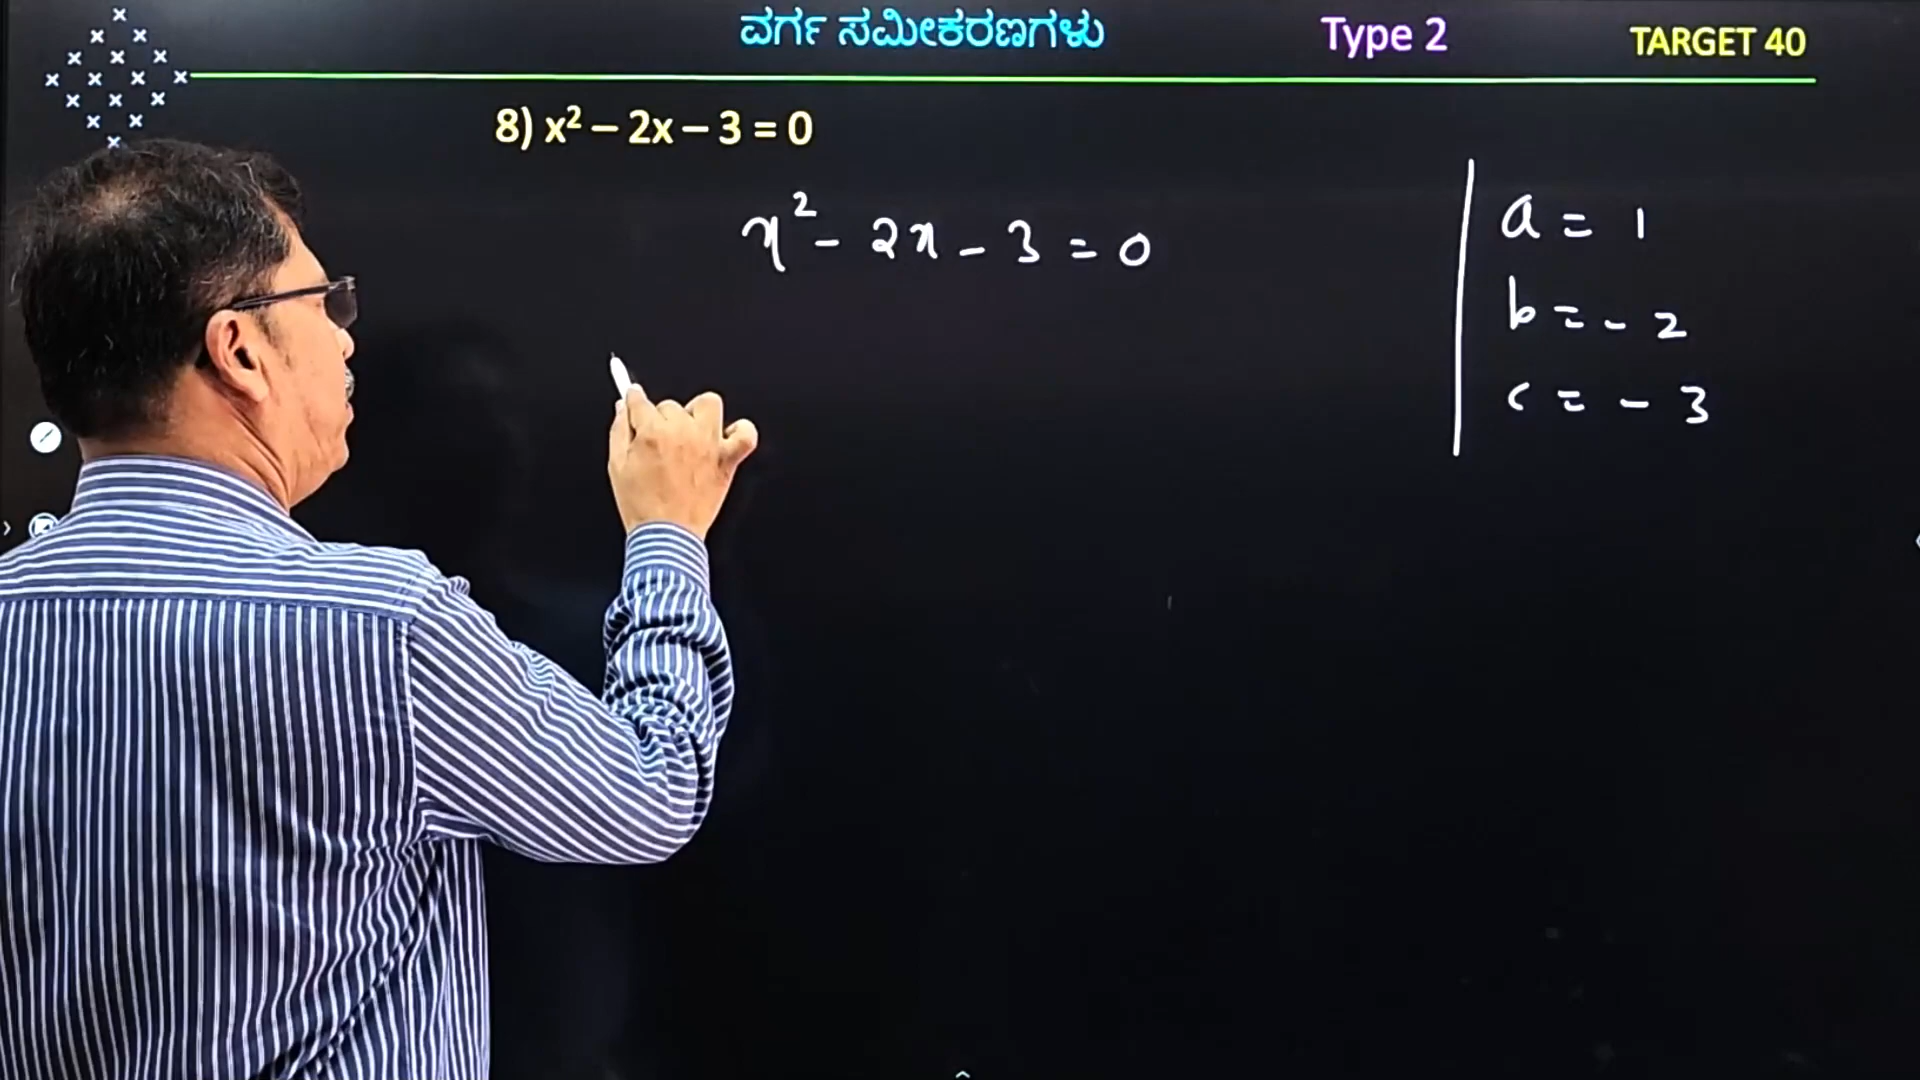 ವರ್ಗ ಸಮೀಕರಣಗಳು Type 2 TARGET 40
8) x² – 2x – 3 = 0
x² - 2x - 3 = 0
a = 1
b = - 2
c = - 3